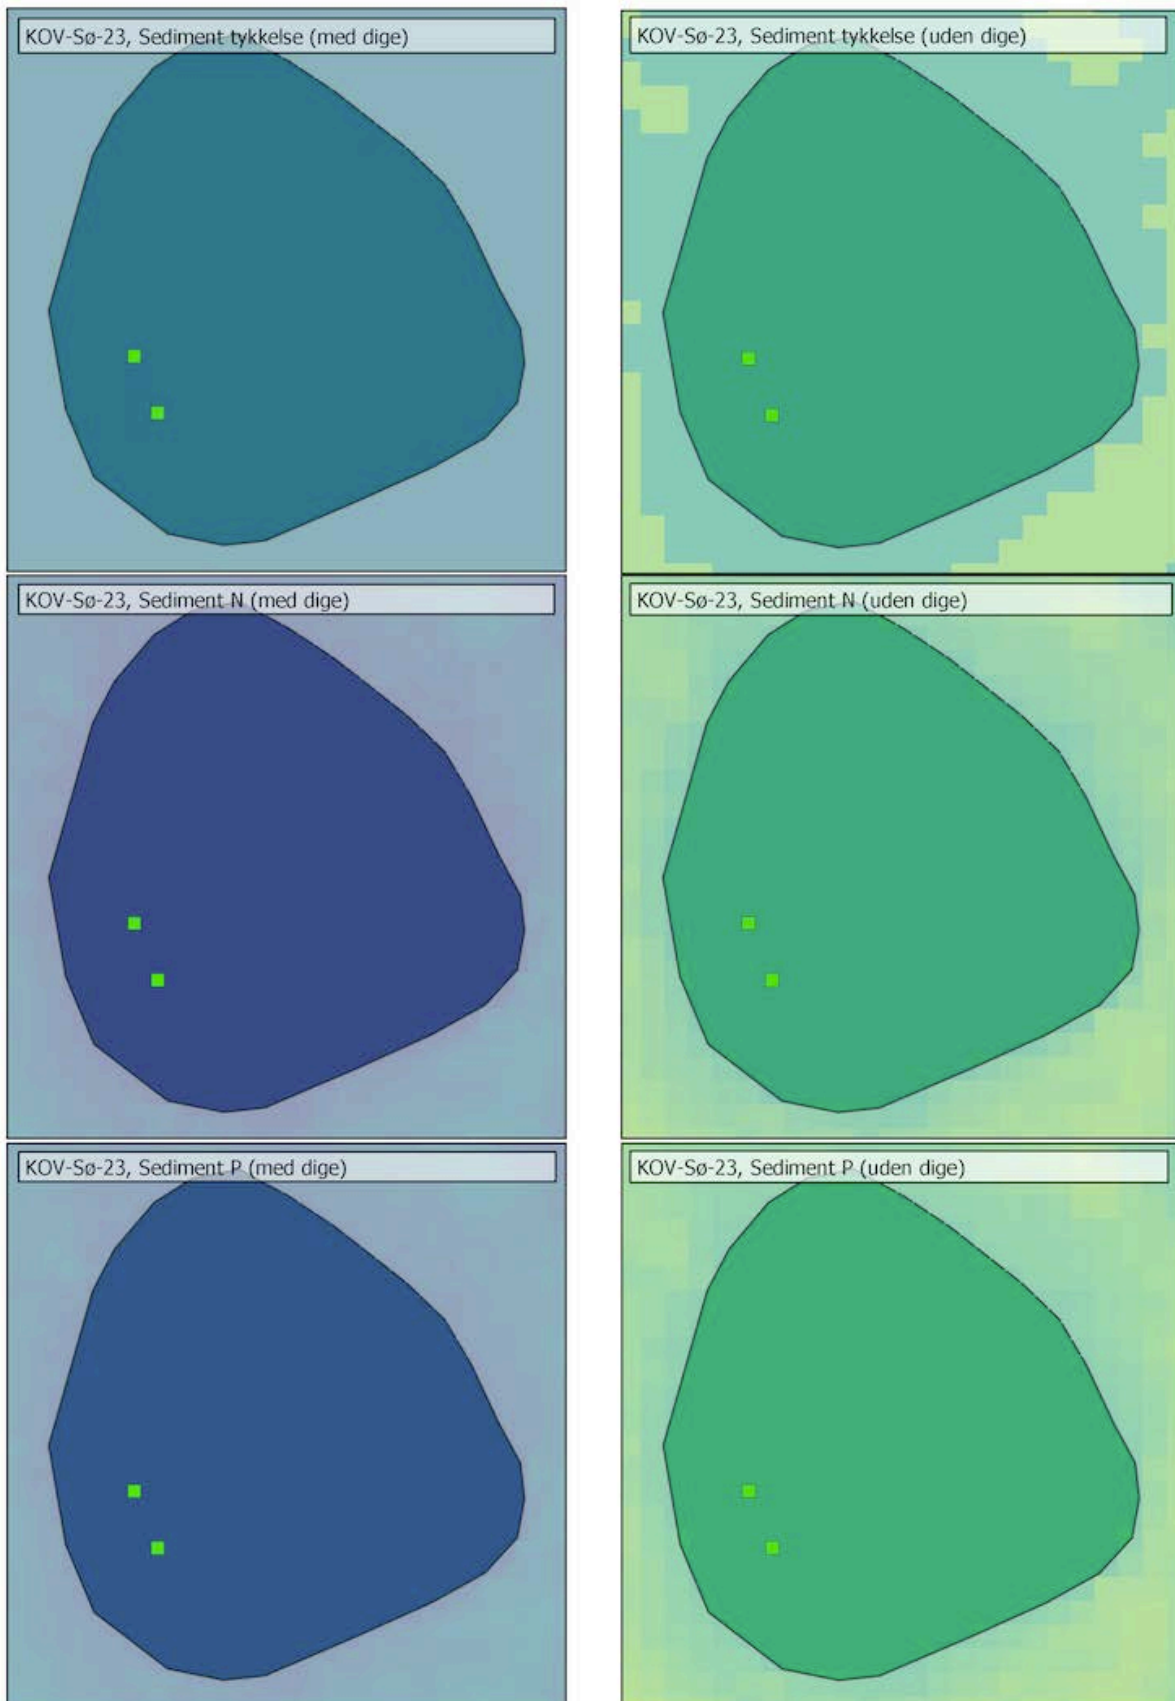 KOV-Sø-23, Sediment tykkelse (med dige)
KOV-Sø-23, Sediment tykkelse (uden dige)
KOV-Sø-23, Sediment N (med dige)
KOV-Sø-23, Sediment N (uden dige)
KOV-Sø-23, Sediment P (med dige)
KOV-Sø-23, Sediment P (uden dige)